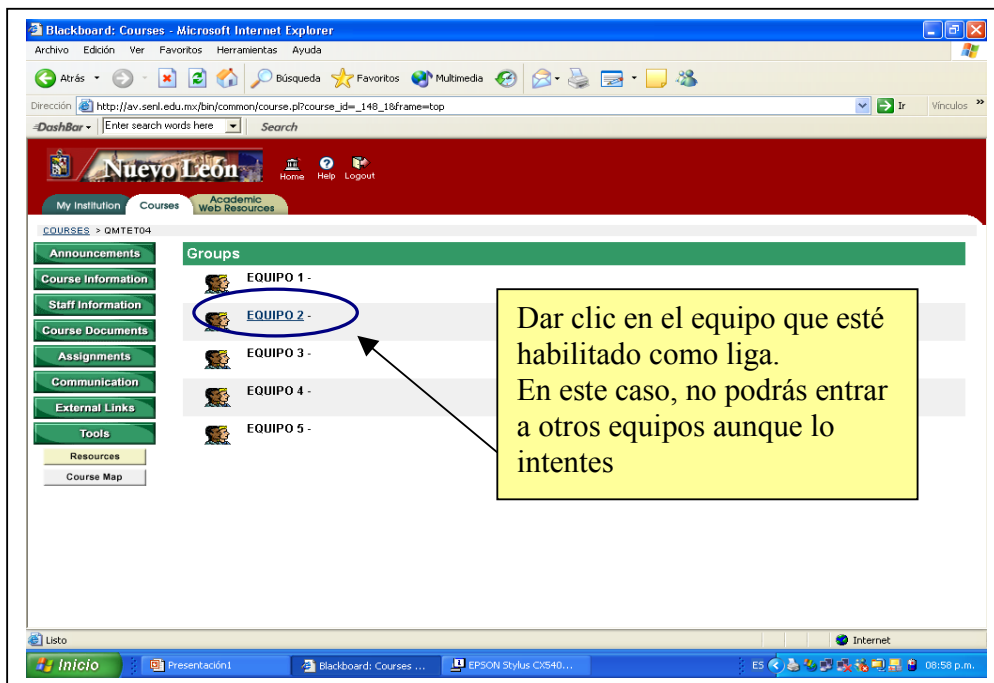 Blackboard: Courses - Microsoft Internet Explorer
Archivo Edición Ver Favoritos Herramientas Ayuda
Atrás Búsqueda Favoritos Multimedia
Dirección http://av.senl.edu.mx/bin/common/course.pl?course_id=_148_1&frame=top Ir Vínculos »
DashBar Enter search words here Search
Nuevo León
Home Help Logout
My Institution Courses Academic Web Resources
COURSES > QMTET04
Announcements
Course Information
Staff Information
Course Documents
Assignments
Communication
External Links
Tools
Resources
Course Map
Groups
EQUIPO 1 -
EQUIPO 2 -
EQUIPO 3 -
EQUIPO 4 -
EQUIPO 5 -
Dar clic en el equipo que esté
habilitado como liga.
En este caso, no podrás entrar
a otros equipos aunque lo
intentes
Listo Internet
Inicio Presentación1 Blackboard: Courses ... EPSON Stylus CX540... ES 08:58 p.m.